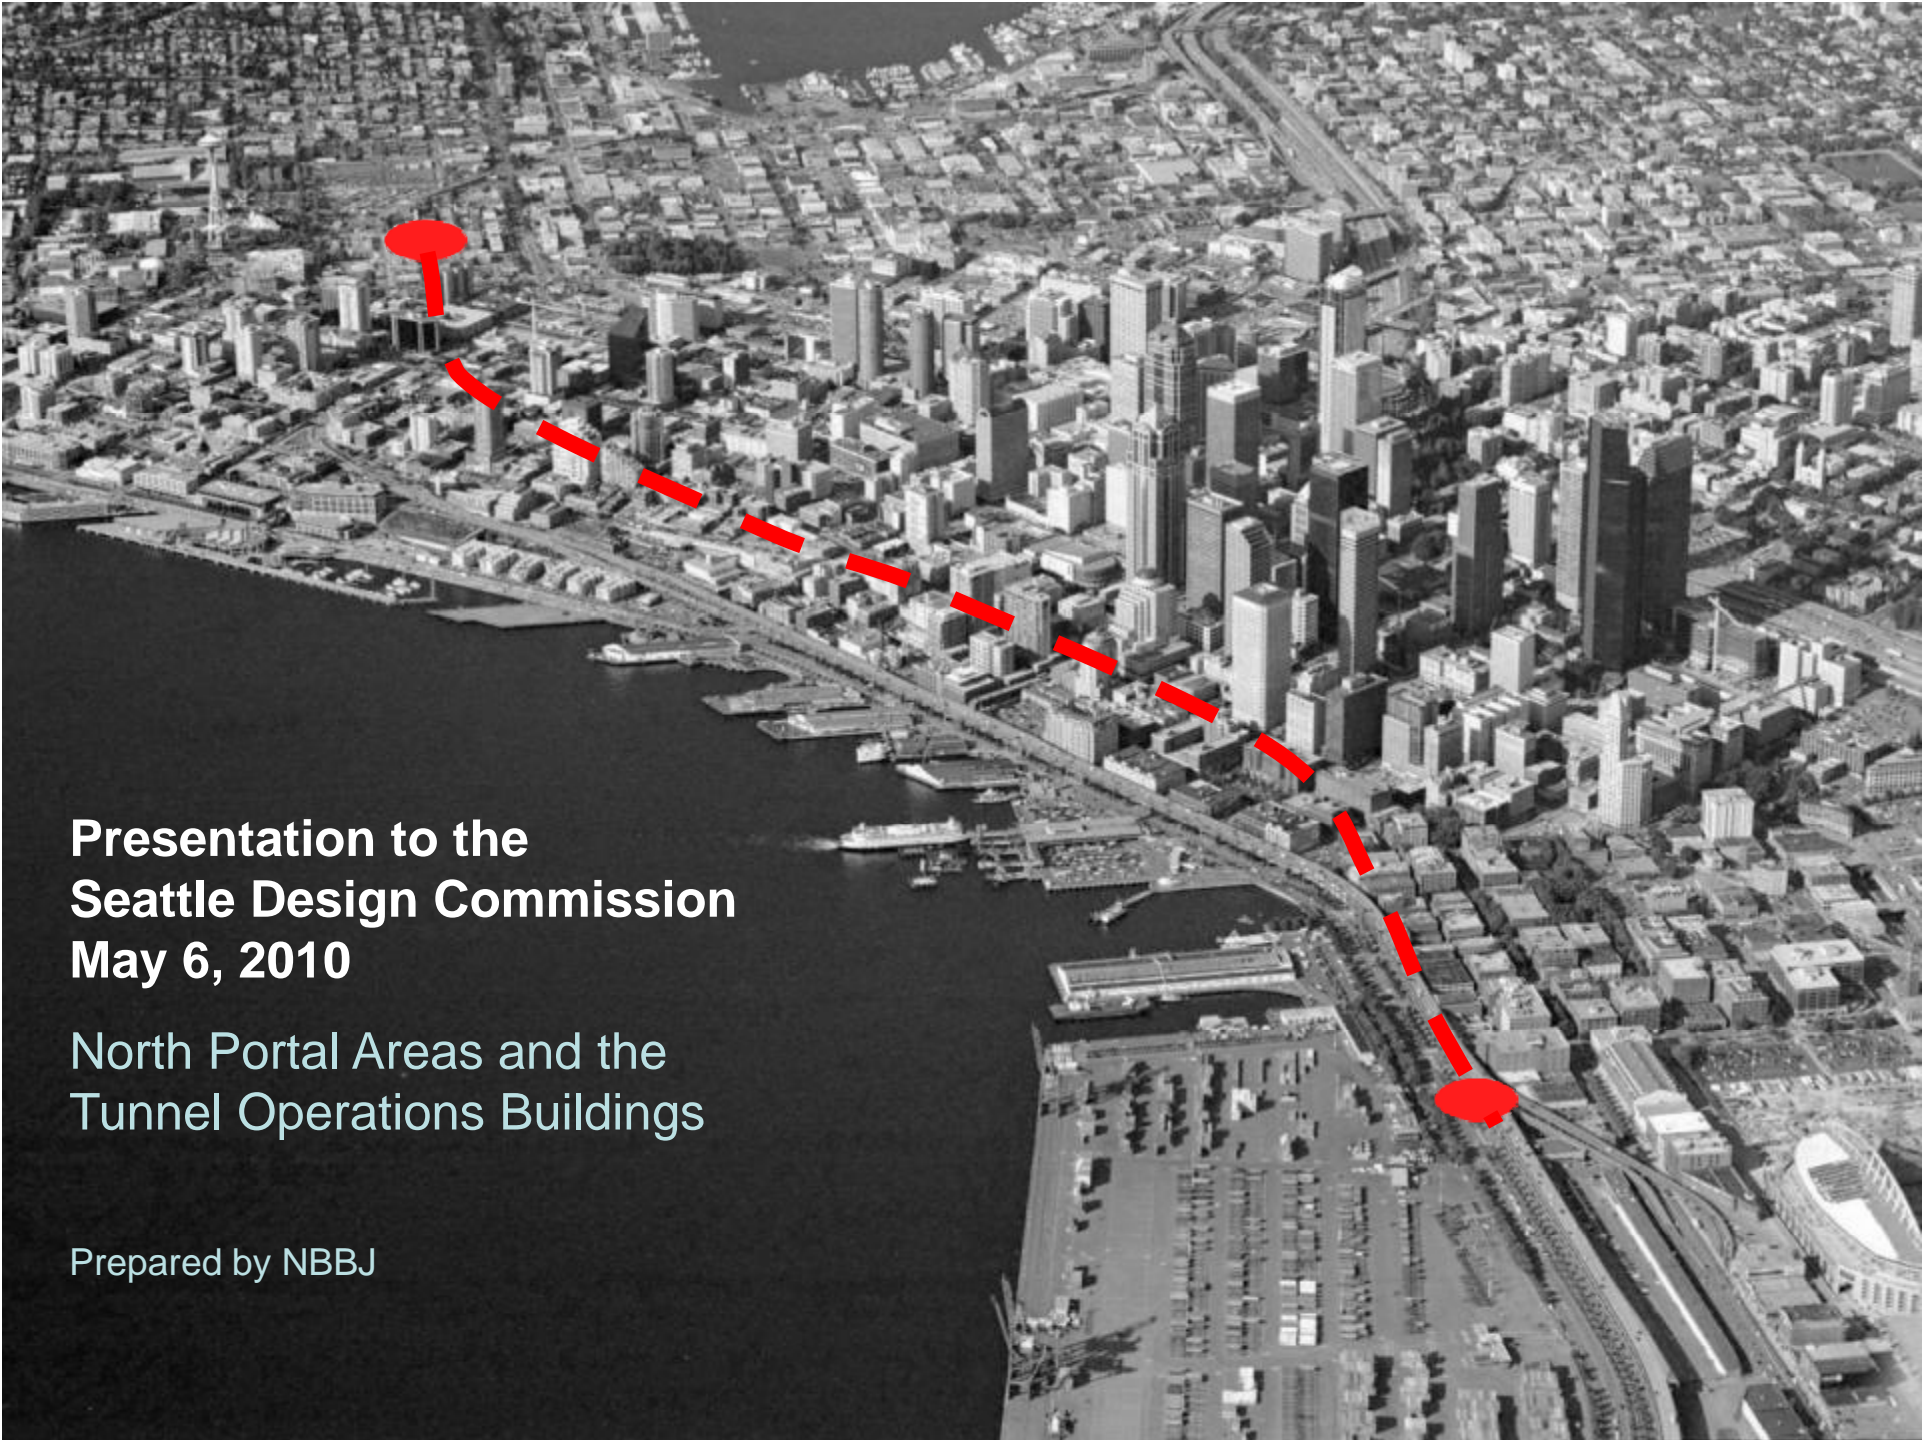 Presentation to the
Seattle Design Commission
May 6, 2010
North Portal Areas and the
Tunnel Operations Buildings
Prepared by NBBJ